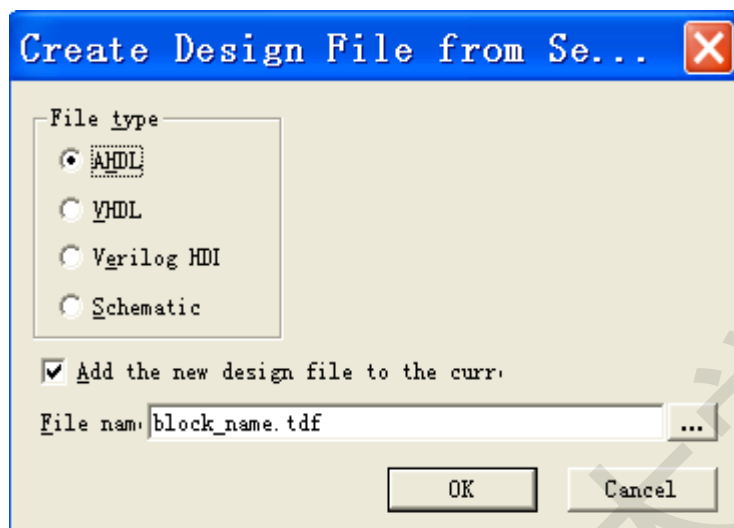 Create Design File from Se...
File type
AHDL
VHDL
Verilog HDI
Schematic
Add the new design file to the curr
File nam block_name.tdf ...
OK Cancel